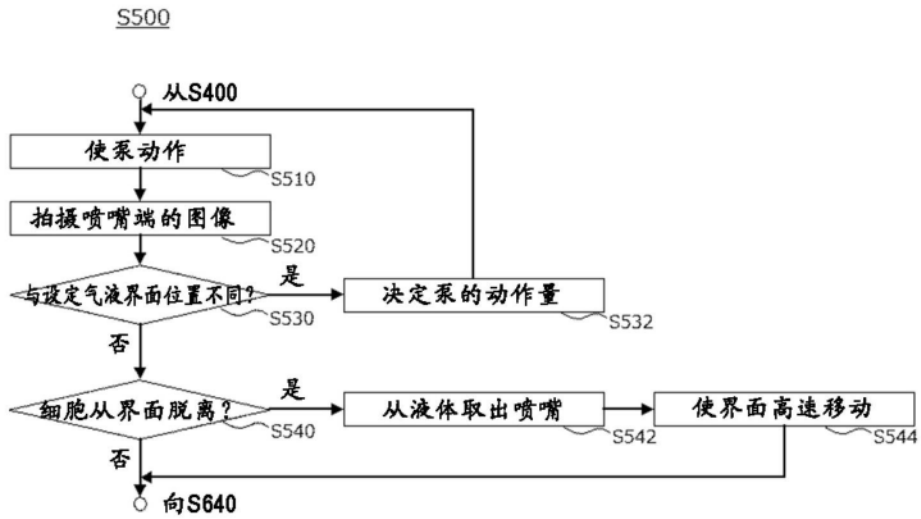 S500
从S400
使泵动作
S510
拍摄喷嘴端的图像
S520
与设定气液界面位置不同?
是
S530
决定泵的动作量
S532
否
细胞从界面脱离?
是
S540
从液体取出喷嘴
S542
使界面高速移动
S544
否
向S640